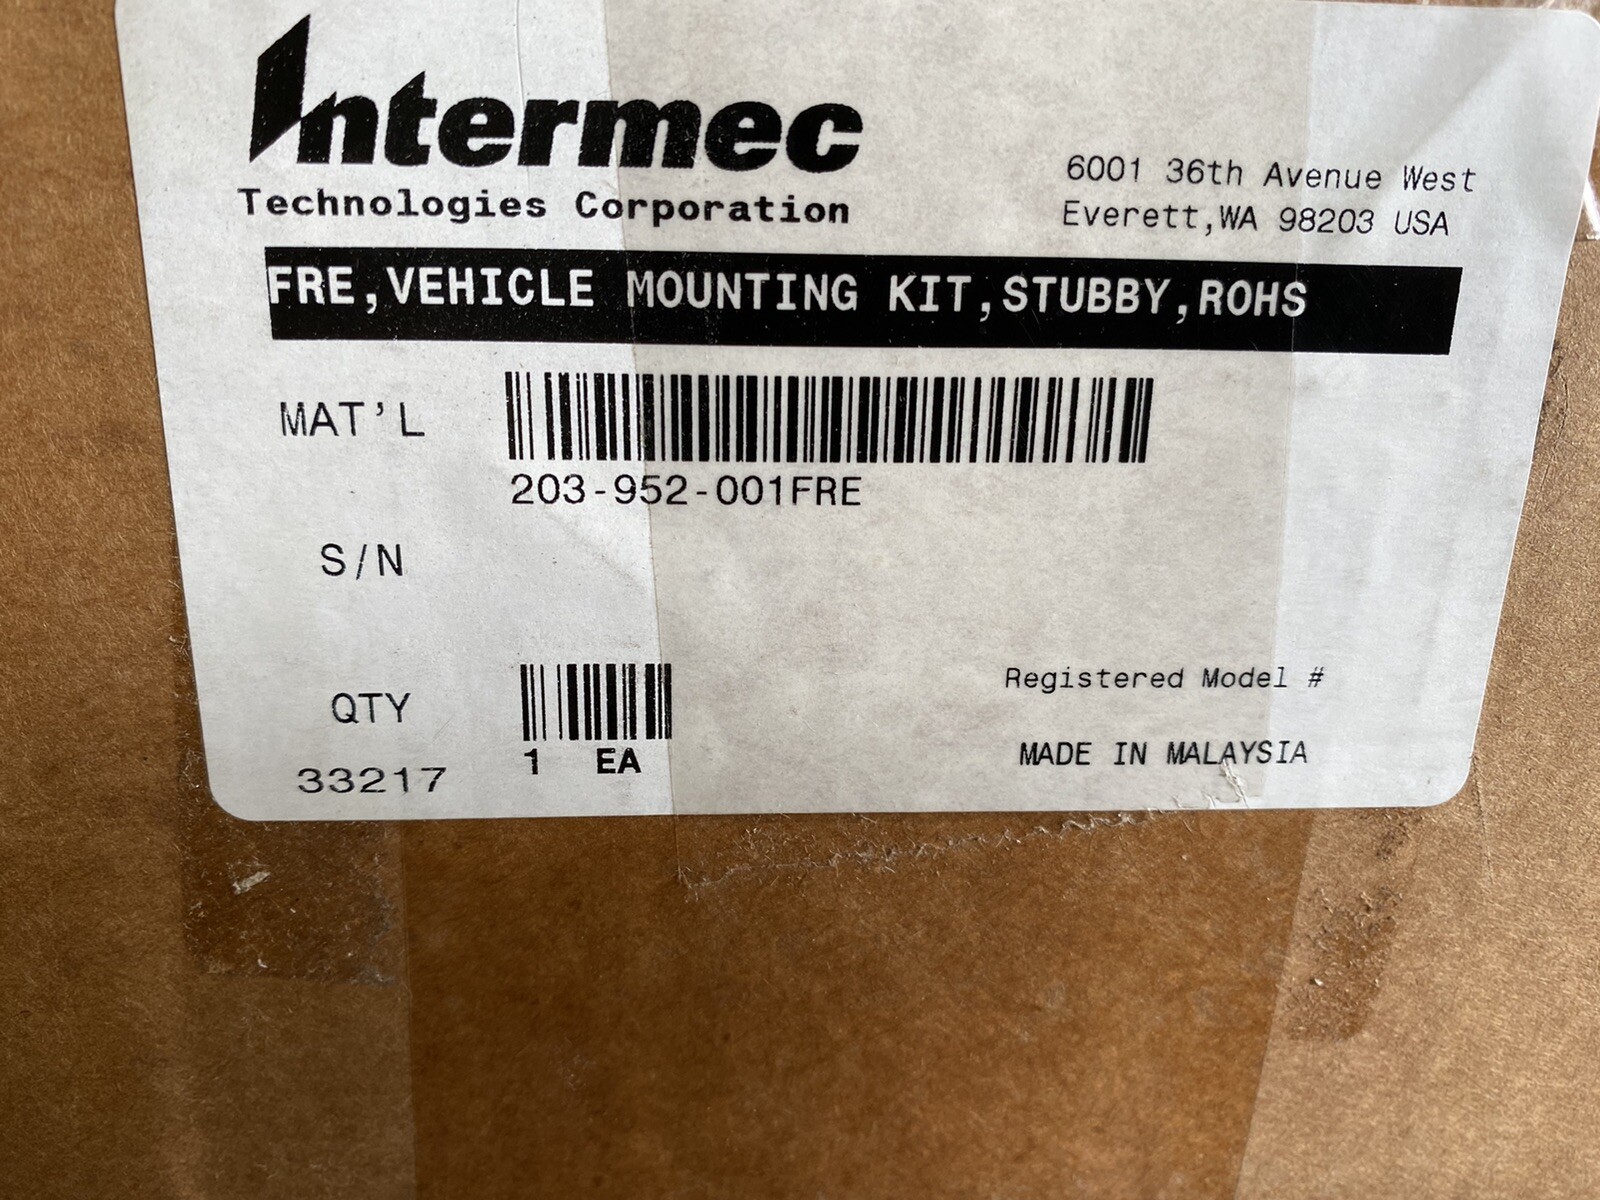 Intermec
Technologies Corporation
6001 36th Avenue West
Everett,WA 98203 USA
FRE,VEHICLE MOUNTING KIT,STUBBY,ROHS
MAT'L
203-952-001FRE
S/N
QTY
1 EA
33217
Registered Model #
MADE IN MALAYSIA